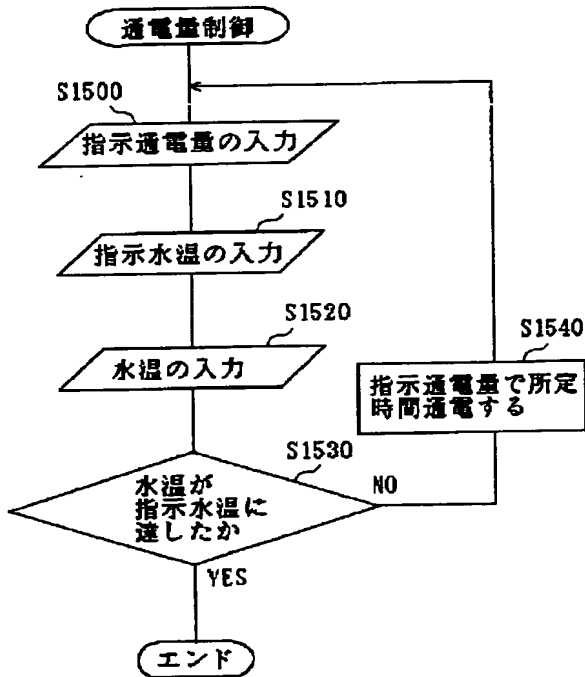 通電量制御
S1500
指示通電量の入力
S1510
指示水温の入力
S1520
水温の入力
S1540
指示通電量で所定
時間通電する
S1530
水温が
指示水温に
達したか
NO
YES
エンド